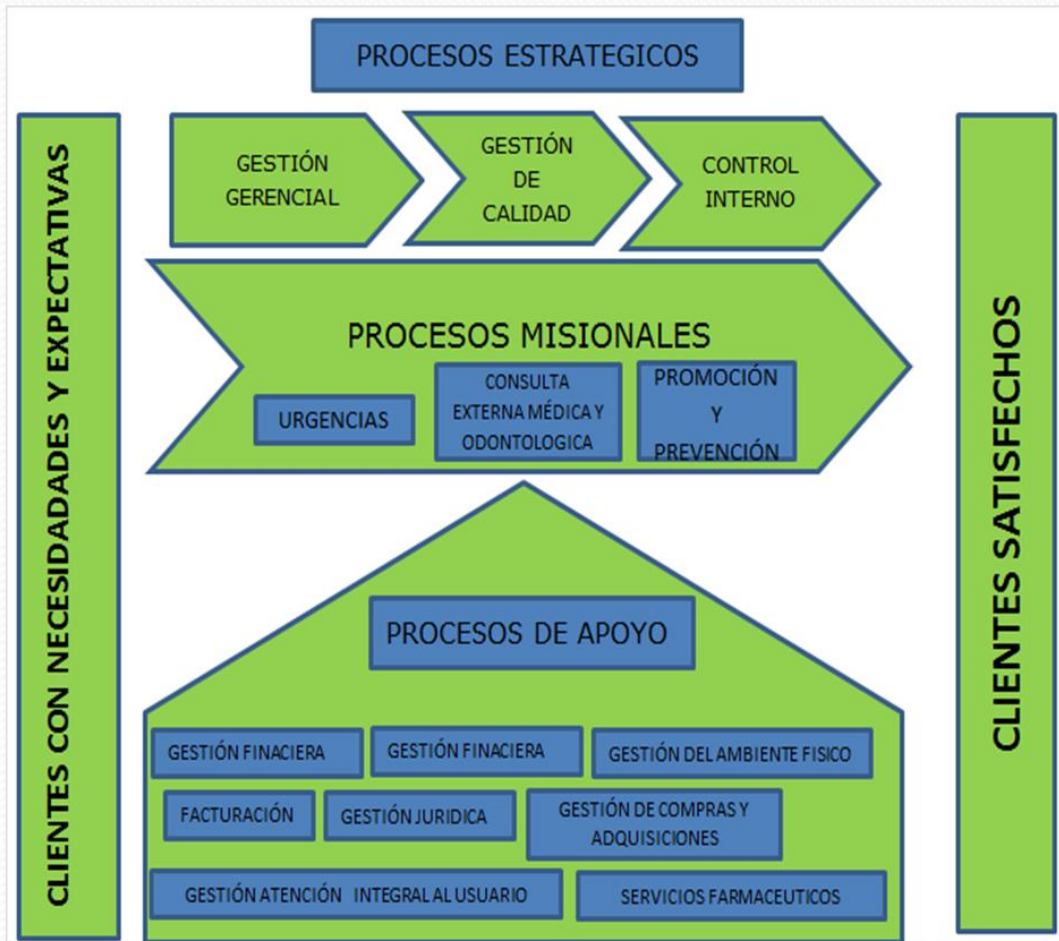 PROCESOS ESTRATEGICOS
CLIENTES CON NECESIDADES Y EXPECTATIVAS
GESTIÓN
GERENCIAL
GESTIÓN
DE
CALIDAD
CONTROL
INTERNO
PROCESOS MISIONALES
URGENCIAS
CONSULTA
EXTERNA MÉDICA Y
ODONTOLOGICA
PROMOCIÓN
Y
PREVENCIÓN
PROCESOS DE APOYO
GESTIÓN FINACIERA
GESTIÓN FINACIERA
GESTIÓN DEL AMBIENTE FISICO
FACTURACIÓN
GESTIÓN JURIDICA
GESTIÓN DE COMPRAS Y
ADQUISICIONES
GESTIÓN ATENCIÓN INTEGRAL AL USUARIO
SERVICIOS FARMACEUTICOS
CLIENTES SATISFECHOS